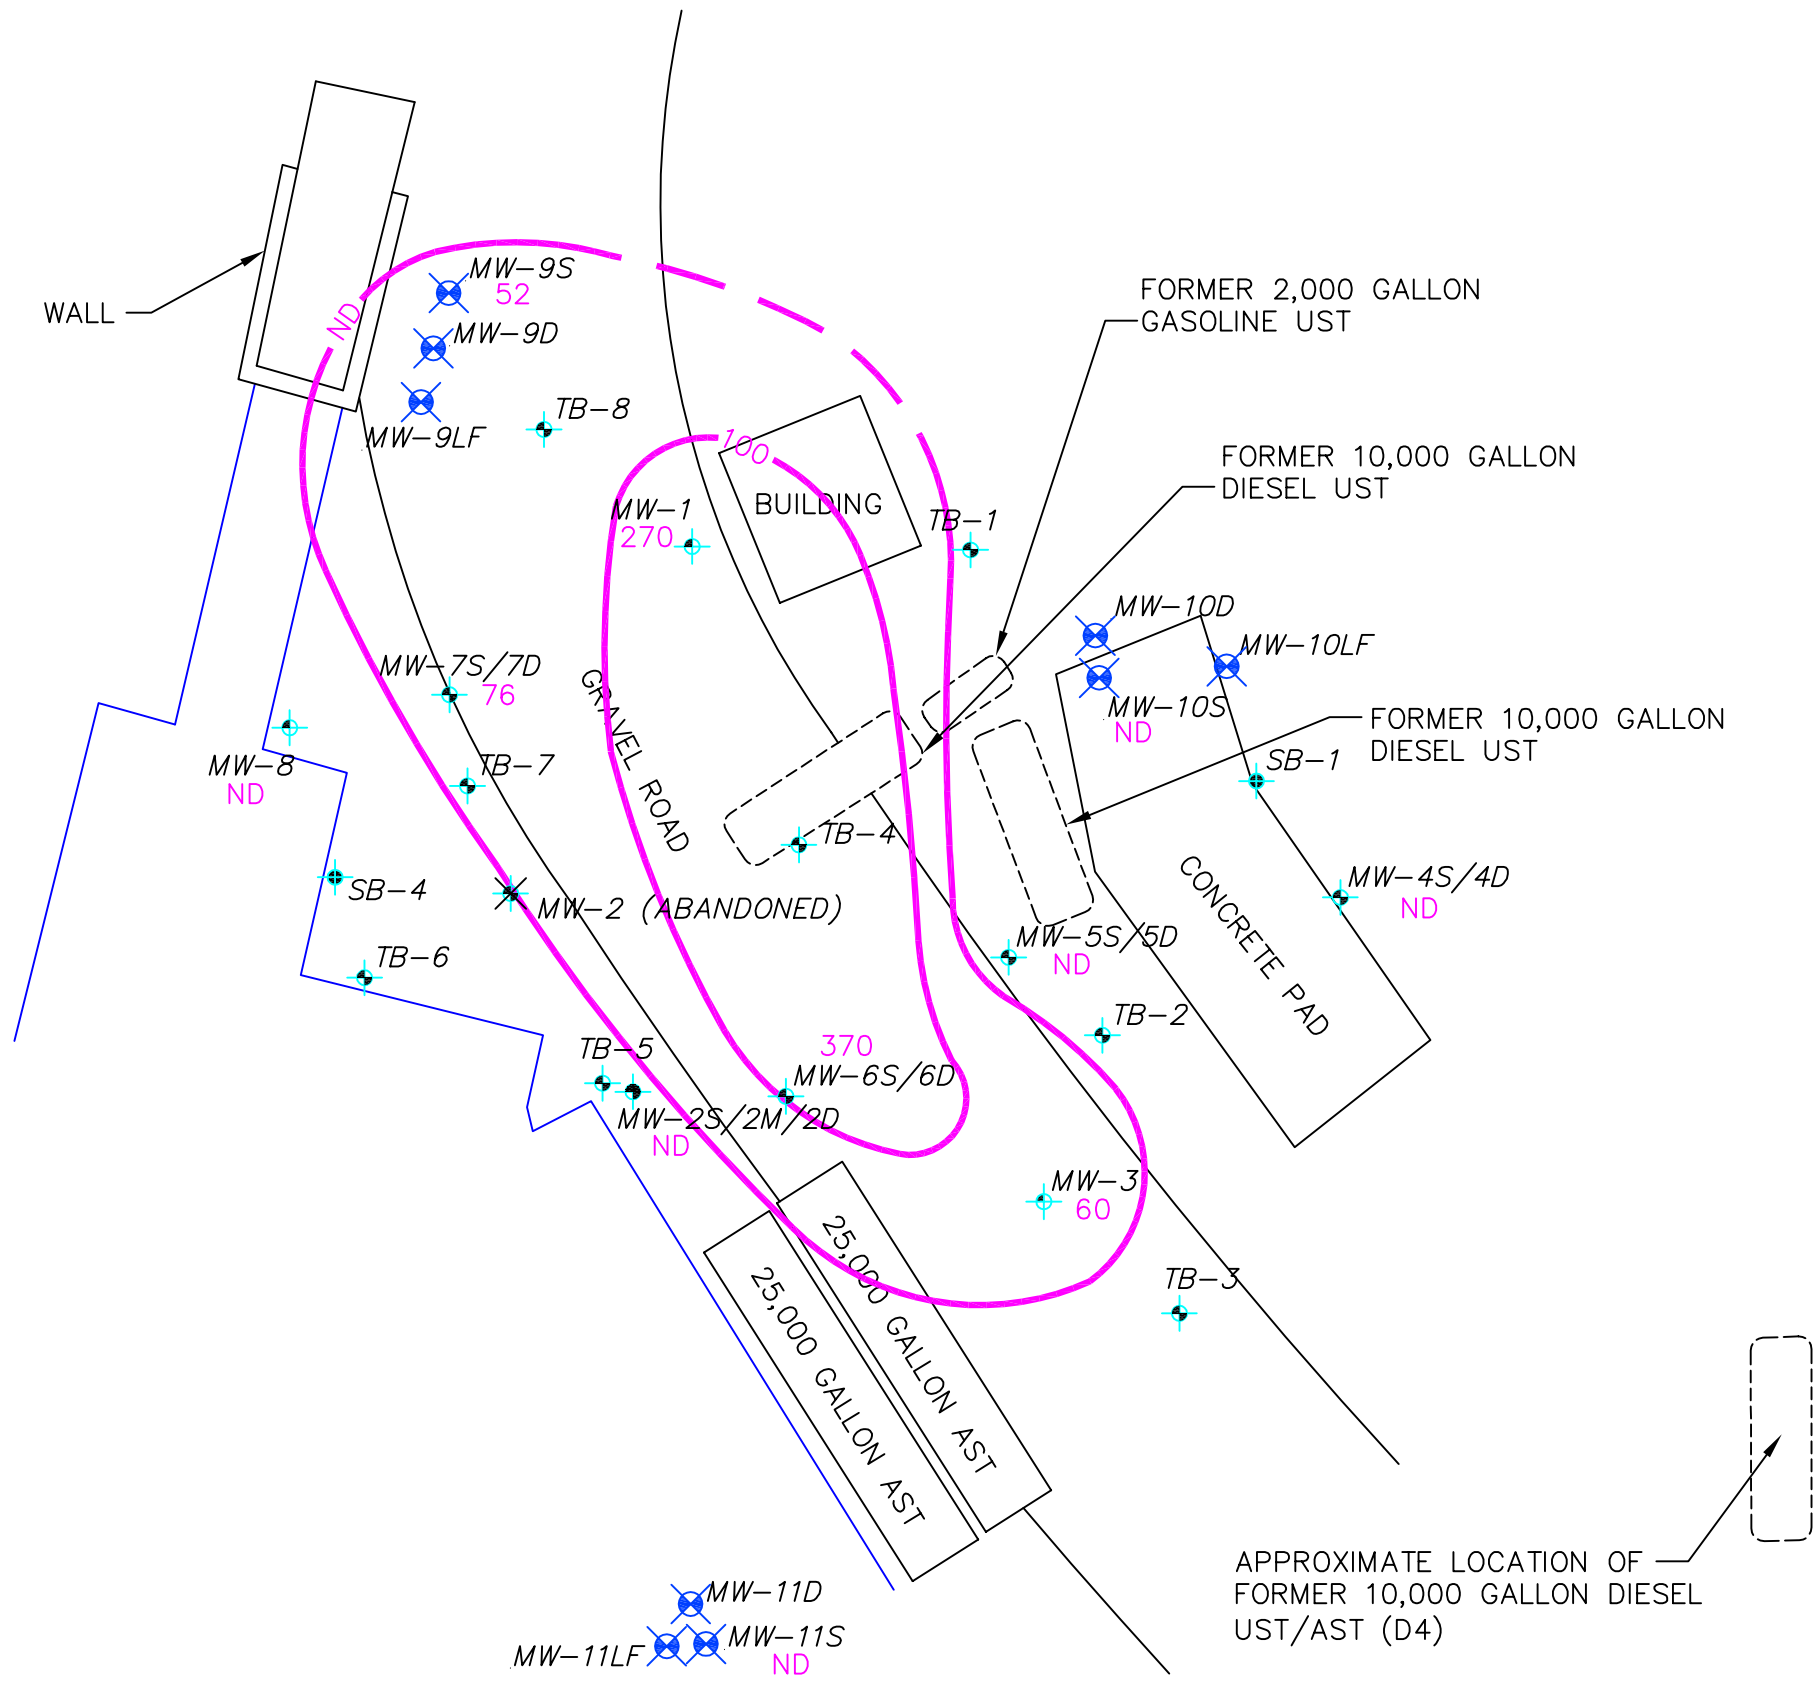 MW-9S
52
MW-9D
MW-9LF
WALL
ND
TB-8
FORMER 2,000 GALLON
GASOLINE UST
FORMER 10,000 GALLON
DIESEL UST
100
BUILDING
MW-1
270
TB-1
MW-10D
MW-10LF
MW-10S
ND
FORMER 10,000 GALLON
DIESEL UST
SB-1
MW-7S/7D
76
GRAVEL ROAD
MW-8
ND
TB-7
TB-4
SB-4
MW-2 (ABANDONED)
CONCRETE PAD
MW-4S/4D
ND
MW-5S/5D
ND
TB-6
TB-2
TB-5
370
MW-6S/6D
MW-2S/2M/2D
ND
MW-3
60
TB-3
25,000 GALLON AST
25,000 GALLON AST
APPROXIMATE LOCATION OF
FORMER 10,000 GALLON DIESEL
UST/AST (D4)
MW-11D
MW-11S
ND
MW-11LF